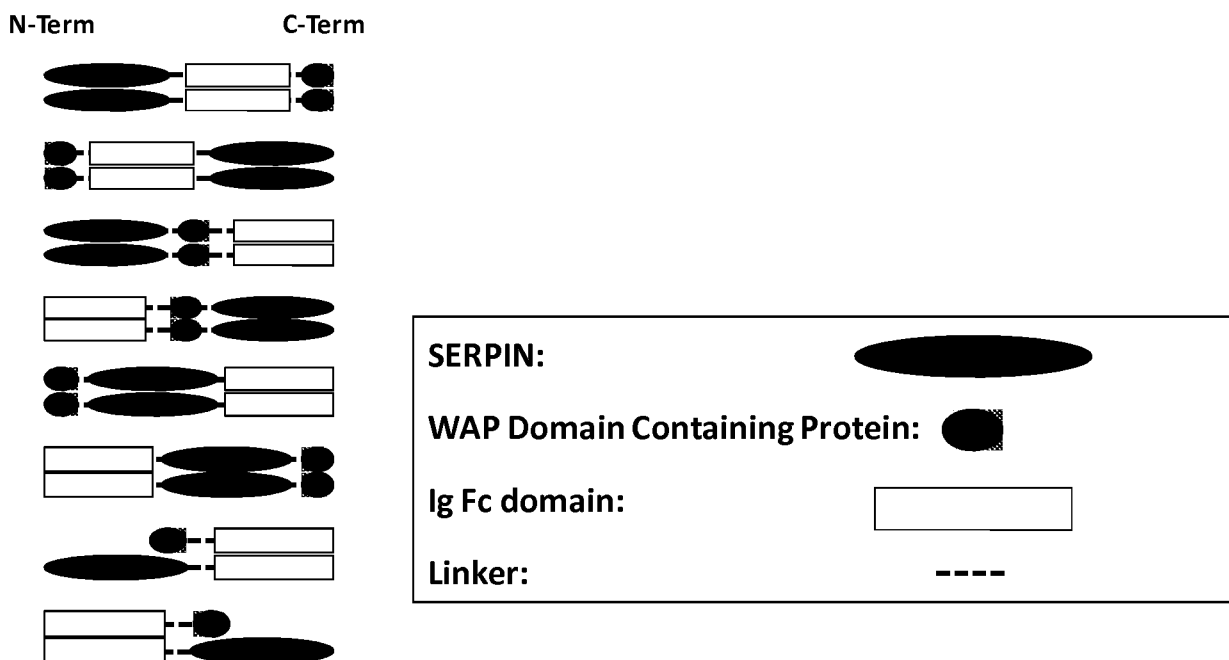 N-Term C-Term
SERPIN:
WAP Domain Containing Protein:
Ig Fc domain:
Linker: